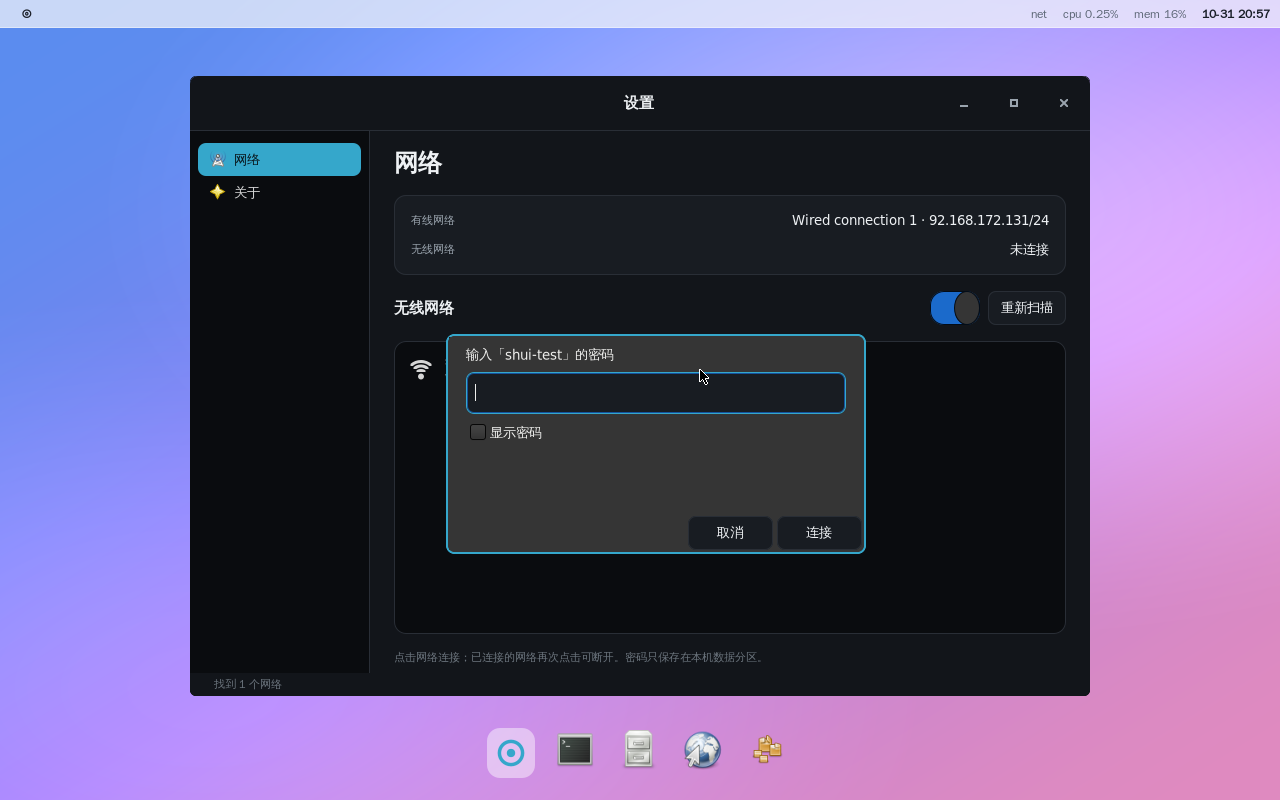 net cpu 0.25% mem 16% 10-31 20:57
设置
网络
关于
网络
有线网络 Wired connection 1 · 92.168.172.131/24
无线网络 未连接
无线网络 重新扫描
输入「shui-test」的密码
显示密码
取消 连接
点击网络连接；已连接的网络再次点击可断开。密码只保存在本机数据分区。
找到 1 个网络